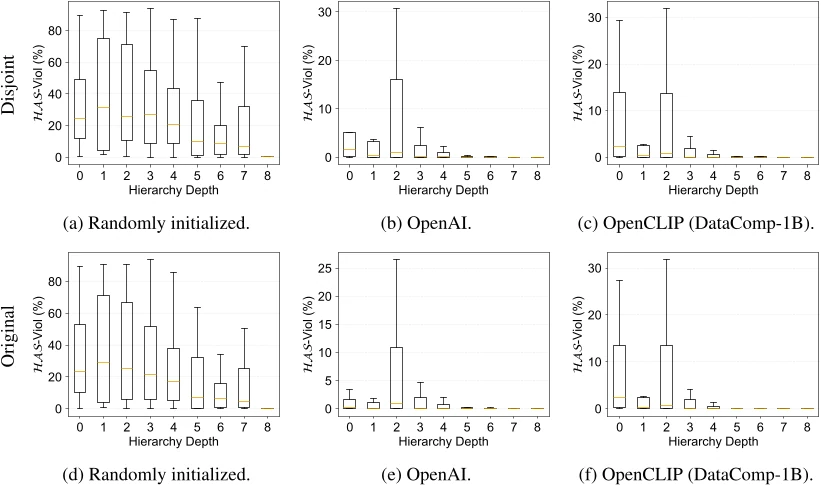 Disjoint
HAS-Viol (%)
80
60
40
20
0
0 1 2 3 4 5 6 7 8
Hierarchy Depth
(a) Randomly initialized.
HAS-Viol (%)
30
20
10
0
0 1 2 3 4 5 6 7 8
Hierarchy Depth
(b) OpenAI.
HAS-Viol (%)
30
20
10
0
0 1 2 3 4 5 6 7 8
Hierarchy Depth
(c) OpenCLIP (DataComp-1B).
Original
HAS-Viol (%)
80
60
40
20
0
0 1 2 3 4 5 6 7 8
Hierarchy Depth
(d) Randomly initialized.
HAS-Viol (%)
25
20
15
10
5
0
0 1 2 3 4 5 6 7 8
Hierarchy Depth
(e) OpenAI.
HAS-Viol (%)
30
20
10
0
0 1 2 3 4 5 6 7 8
Hierarchy Depth
(f) OpenCLIP (DataComp-1B).